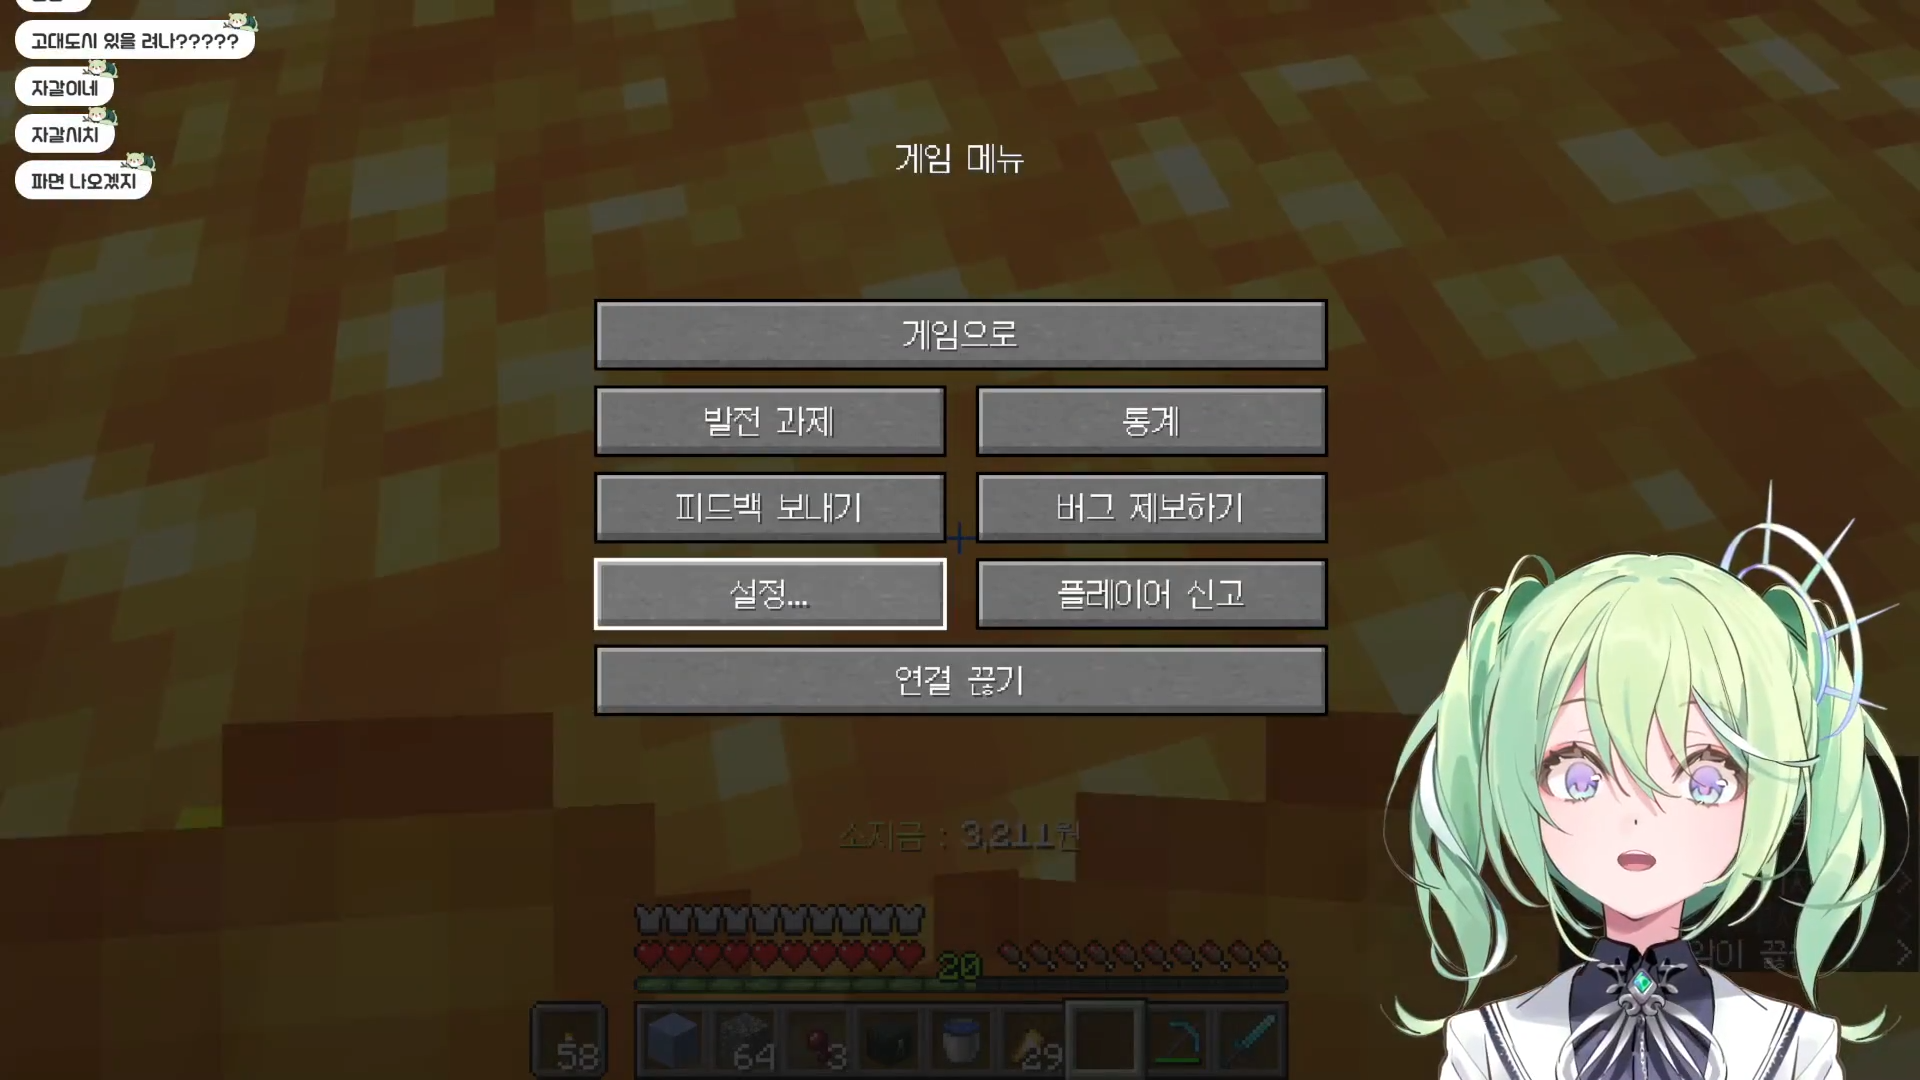 고대도시 있을 려나?????
자갈이네
자갈시치
파면 나오겠지
게임 메뉴
게임으로
발전 과제
통계
피드백 보내기
버그 제보하기
설정...
플레이어 신고
연결 끊기
소지금 : 3,211원
20
58
64
3
29